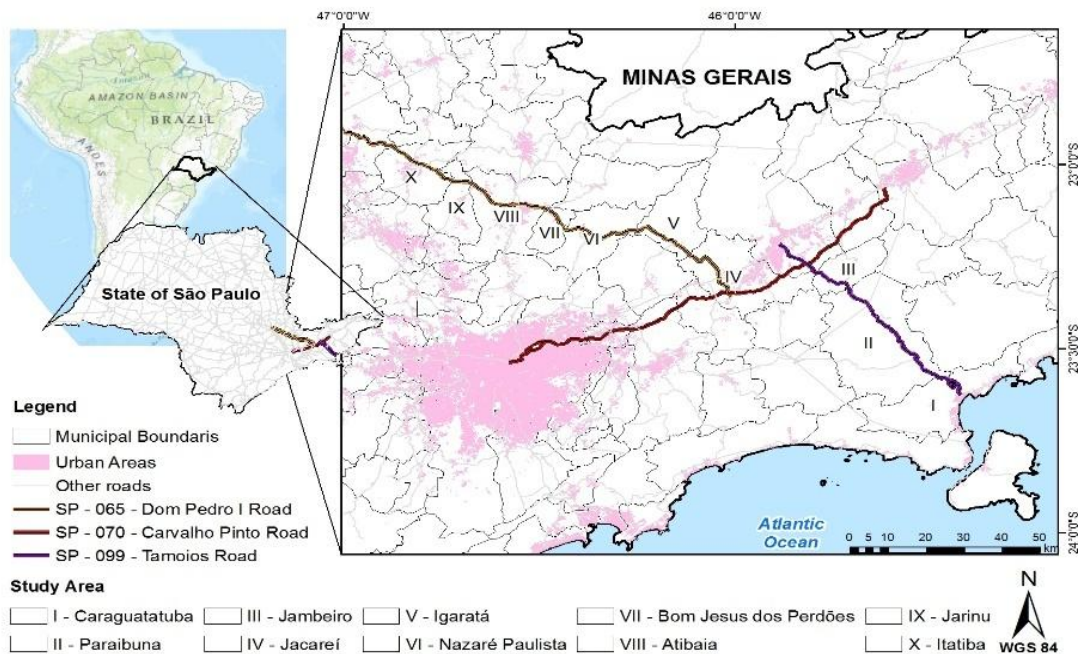 47°0'0"W
46°0'0"W
MINAS GERAIS
AMAZON BASIN
BRAZIL
ANDES
23°0'0"S
X
IX
VIII
VII
VI
V
IV
III
II
I
State of São Paulo
23°30'0"S
24°0'0"S
Atlantic
Ocean
0 5 10 20 30 40 50
km
Legend
Municipal Boundaris
Urban Areas
Other roads
SP - 065 - Dom Pedro I Road
SP - 070 - Carvalho Pinto Road
SP - 099 - Tamoios Road
Study Area
I - Caraguatatuba
III - Jambeiro
V - Igaratá
VII - Bom Jesus dos Perdões
IX - Jarinu
II - Paraibuna
IV - Jacareí
VI - Nazaré Paulista
VIII - Atibaia
X - Itatiba
N
WGS 84